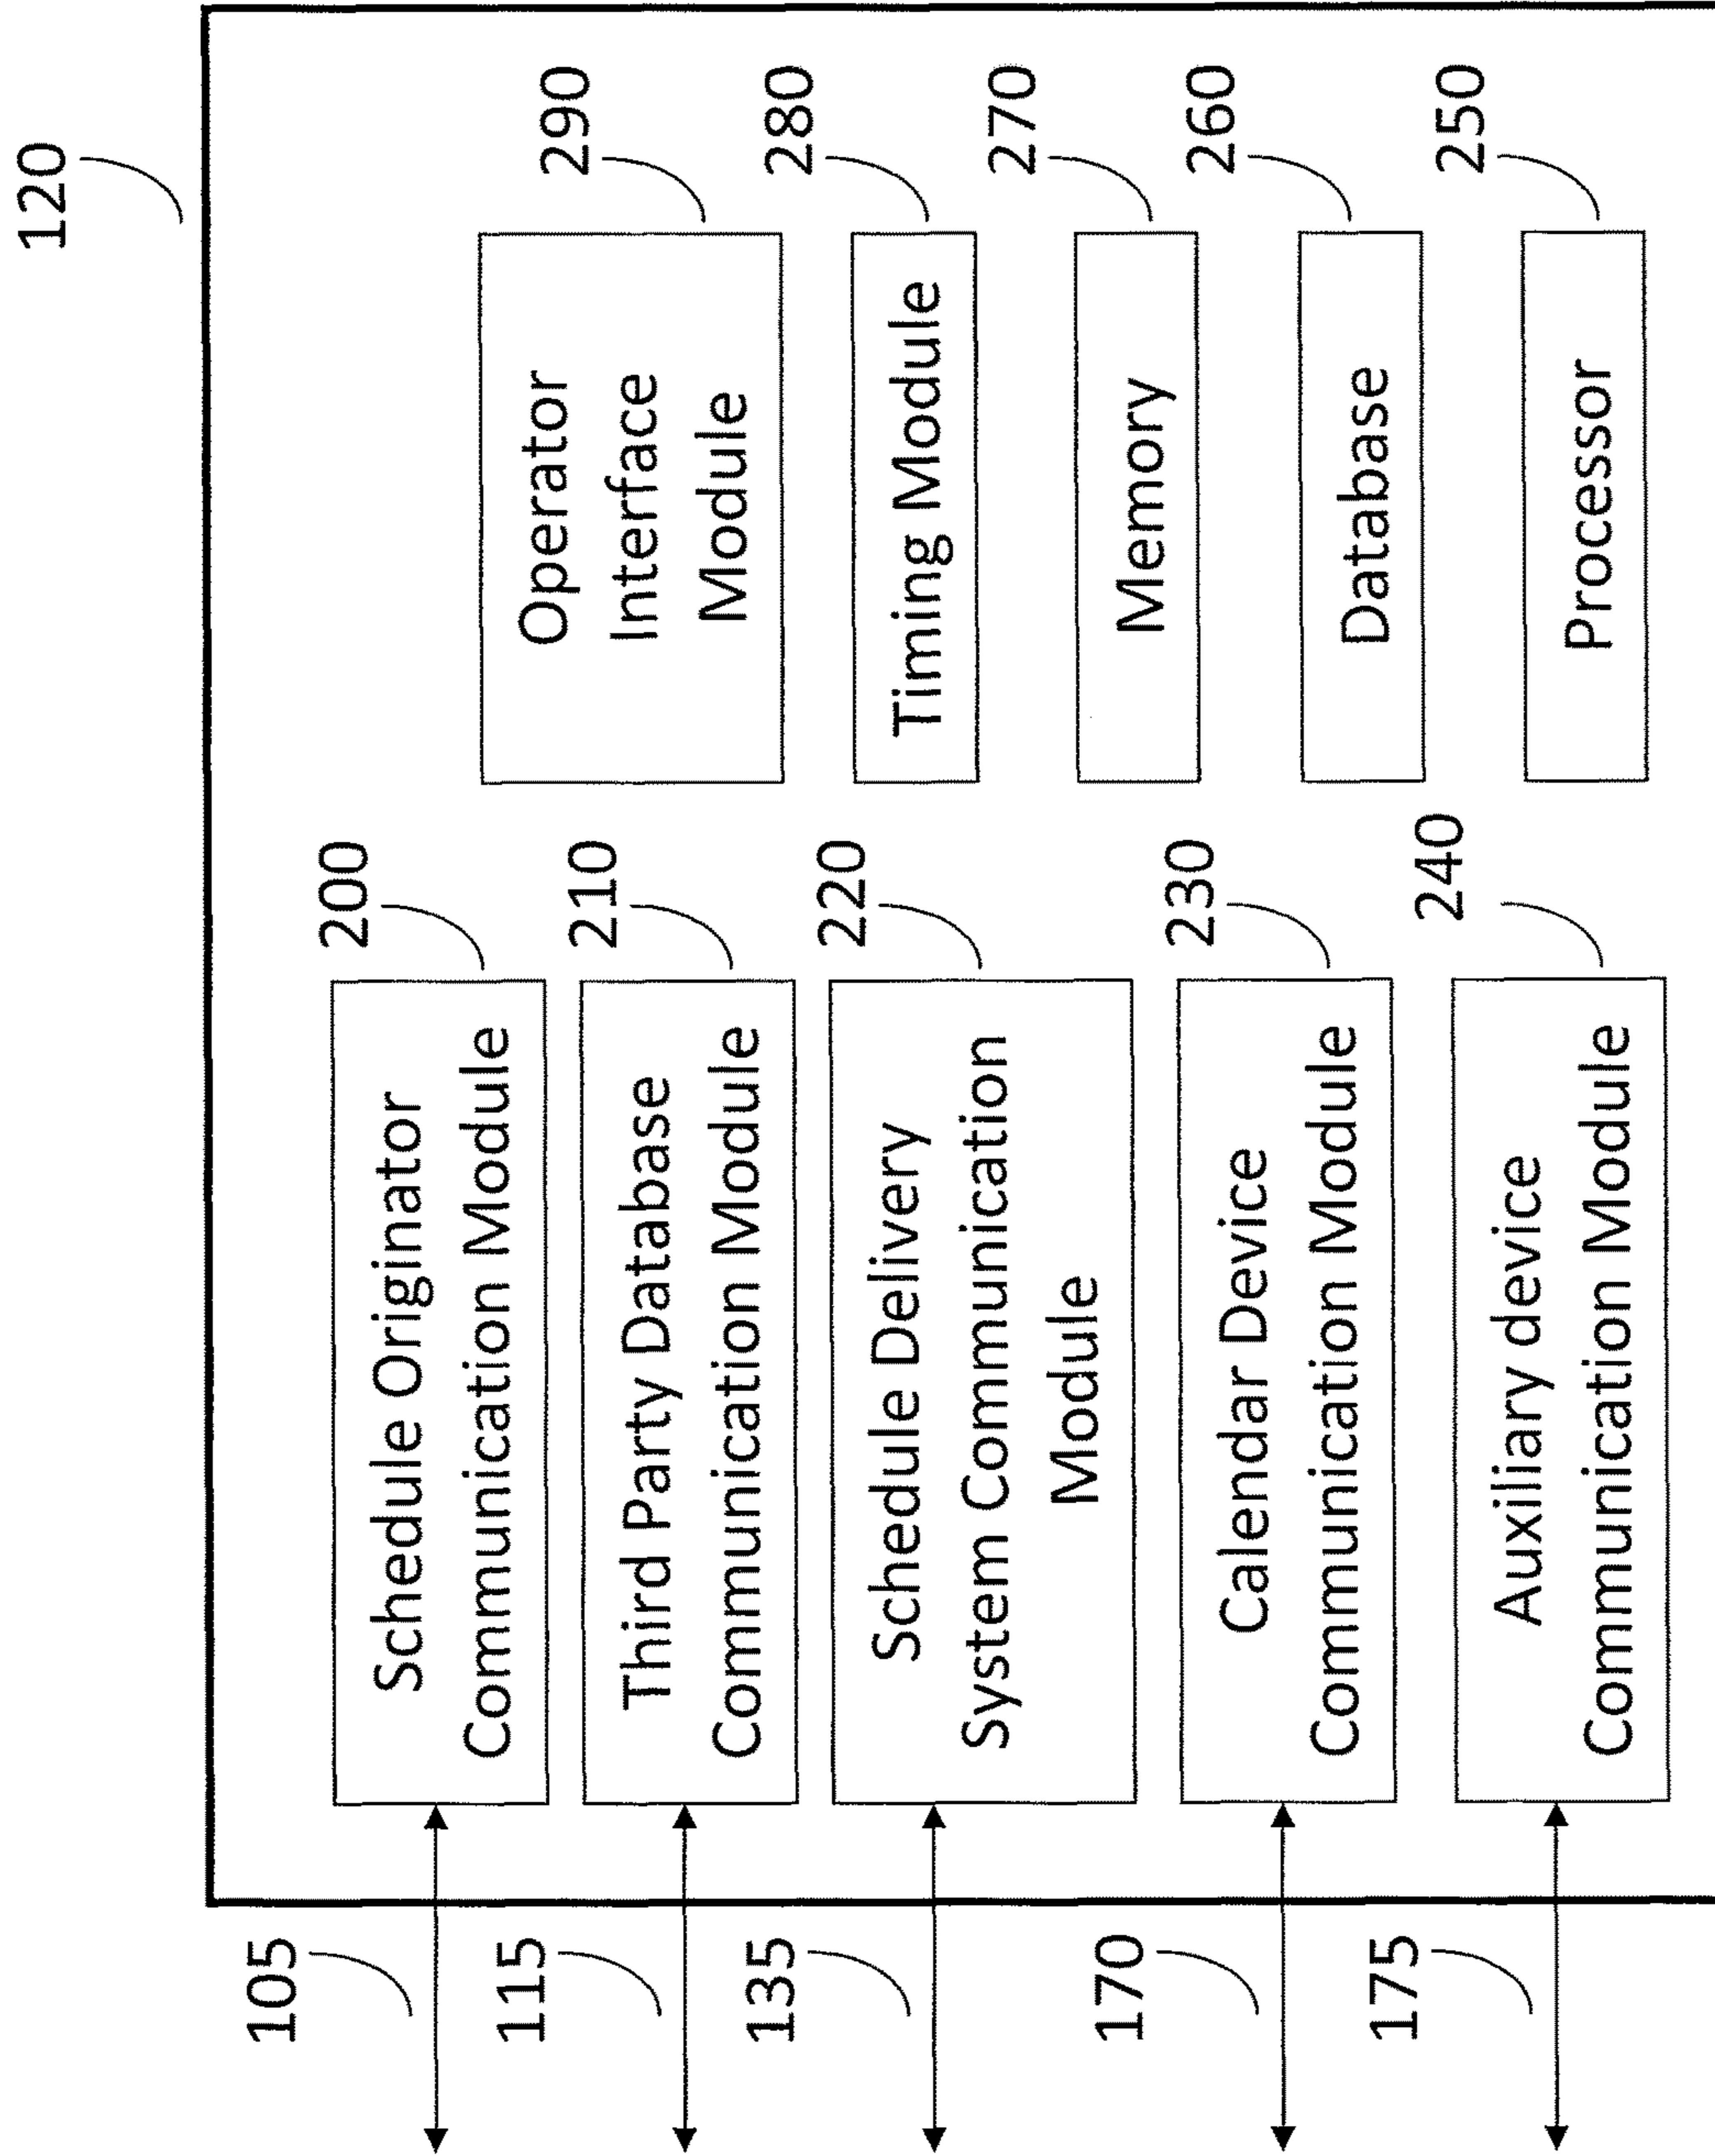 120
105
Schedule Originator
Communication Module
200
115
Third Party Database
Communication Module
210
135
Schedule Delivery
System Communication
Module
220
170
Calendar Device
Communication Module
230
175
Auxiliary device
Communication Module
240
Operator
Interface
Module
290
Timing Module
280
Memory
270
Database
260
Processor
250